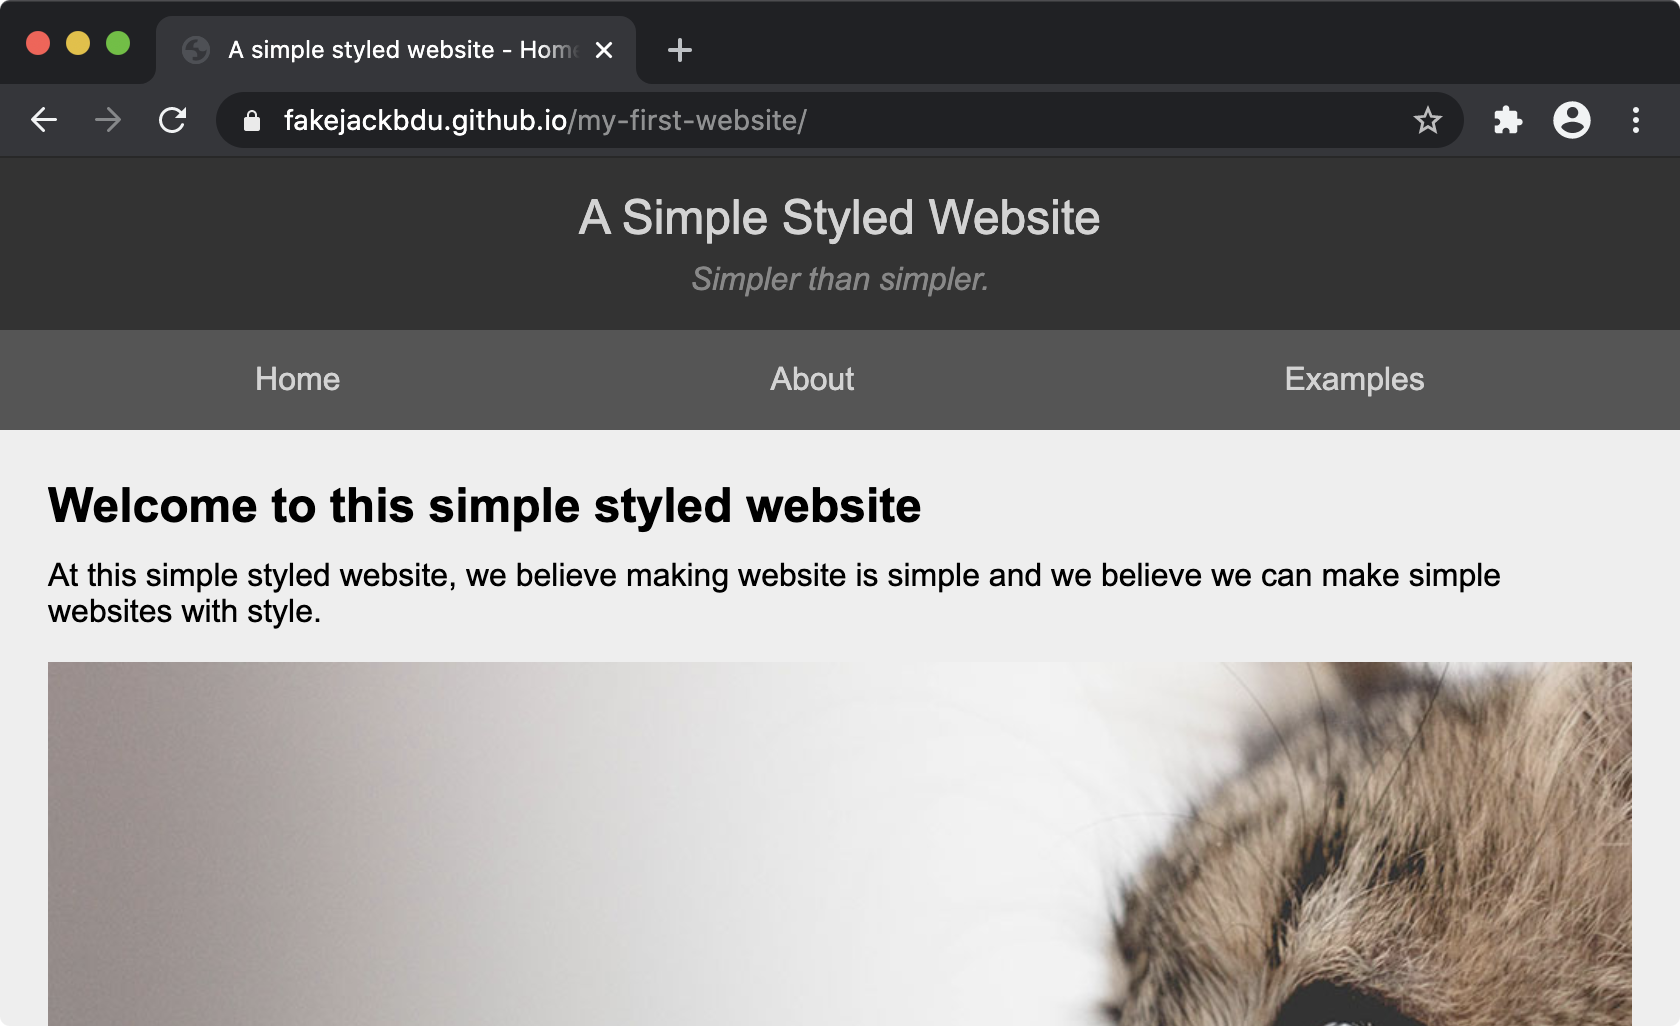 A simple styled website - Hom
fakejackbdu.github.io/my-first-website/
A Simple Styled Website
Simpler than simpler.
Home About Examples
Welcome to this simple styled website
At this simple styled website, we believe making website is simple and we believe we can make simple
websites with style.